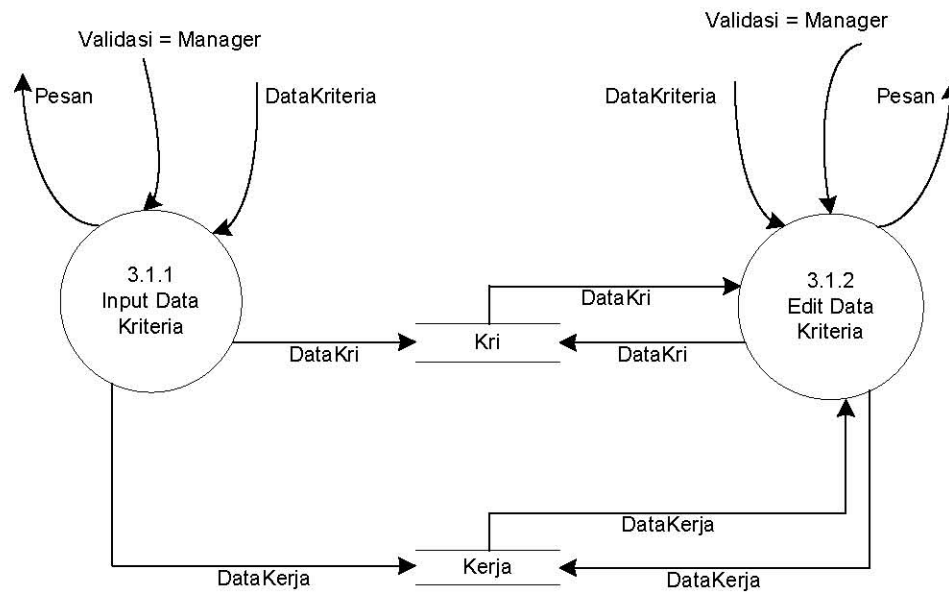 Validasi = Manager
Validasi = Manager
Pesan
DataKriteria
DataKriteria
Pesan
3.1.1
Input Data
Kriteria
3.1.2
Edit Data
Kriteria
DataKri
Kri
DataKri
DataKri
DataKerja
Kerja
DataKerja
DataKerja